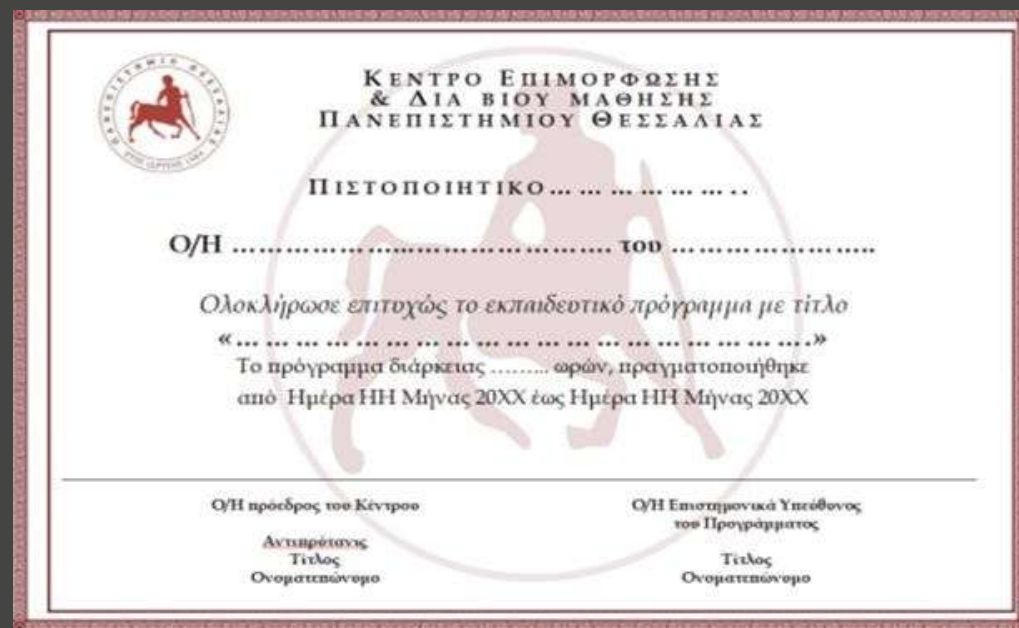 ΠΑΝΕΠΙΣΤΗΜΙΟ ΘΕΣΣΑΛΙΑΣ
ΚΕΝΤΡΟ ΕΠΙΜΟΡΦΩΣΗΣ
& ΔΙΑ ΒΙΟΥ ΜΑΘΗΣΗΣ
ΠΑΝΕΠΙΣΤΗΜΙΟΥ ΘΕΣΣΑΛΙΑΣ
ΠΙΣΤΟΠΟΙΗΤΙΚΟ… … … … … … . .
Ο/Η …………………………………… του …………………..
Ολοκλήρωσε επιτυχώς το εκπαιδευτικό πρόγραμμα με τίτλο
«… … … … … … … … … … … … … … … … … … … ….»
Το πρόγραμμα διάρκειας ……... ωρών, πραγματοποιήθηκε
από Ημέρα ΗΗ Μήνας 20ΧΧ έως Ημέρα ΗΗ Μήνας 20ΧΧ
Ο/Η πρόεδρος του Κέντρου
Αντιπρύτανις
Τίτλος
Ονοματεπώνυμο
Ο/Η Επιστημονικά Υπεύθυνος
του Προγράμματος
Τίτλος
Ονοματεπώνυμο